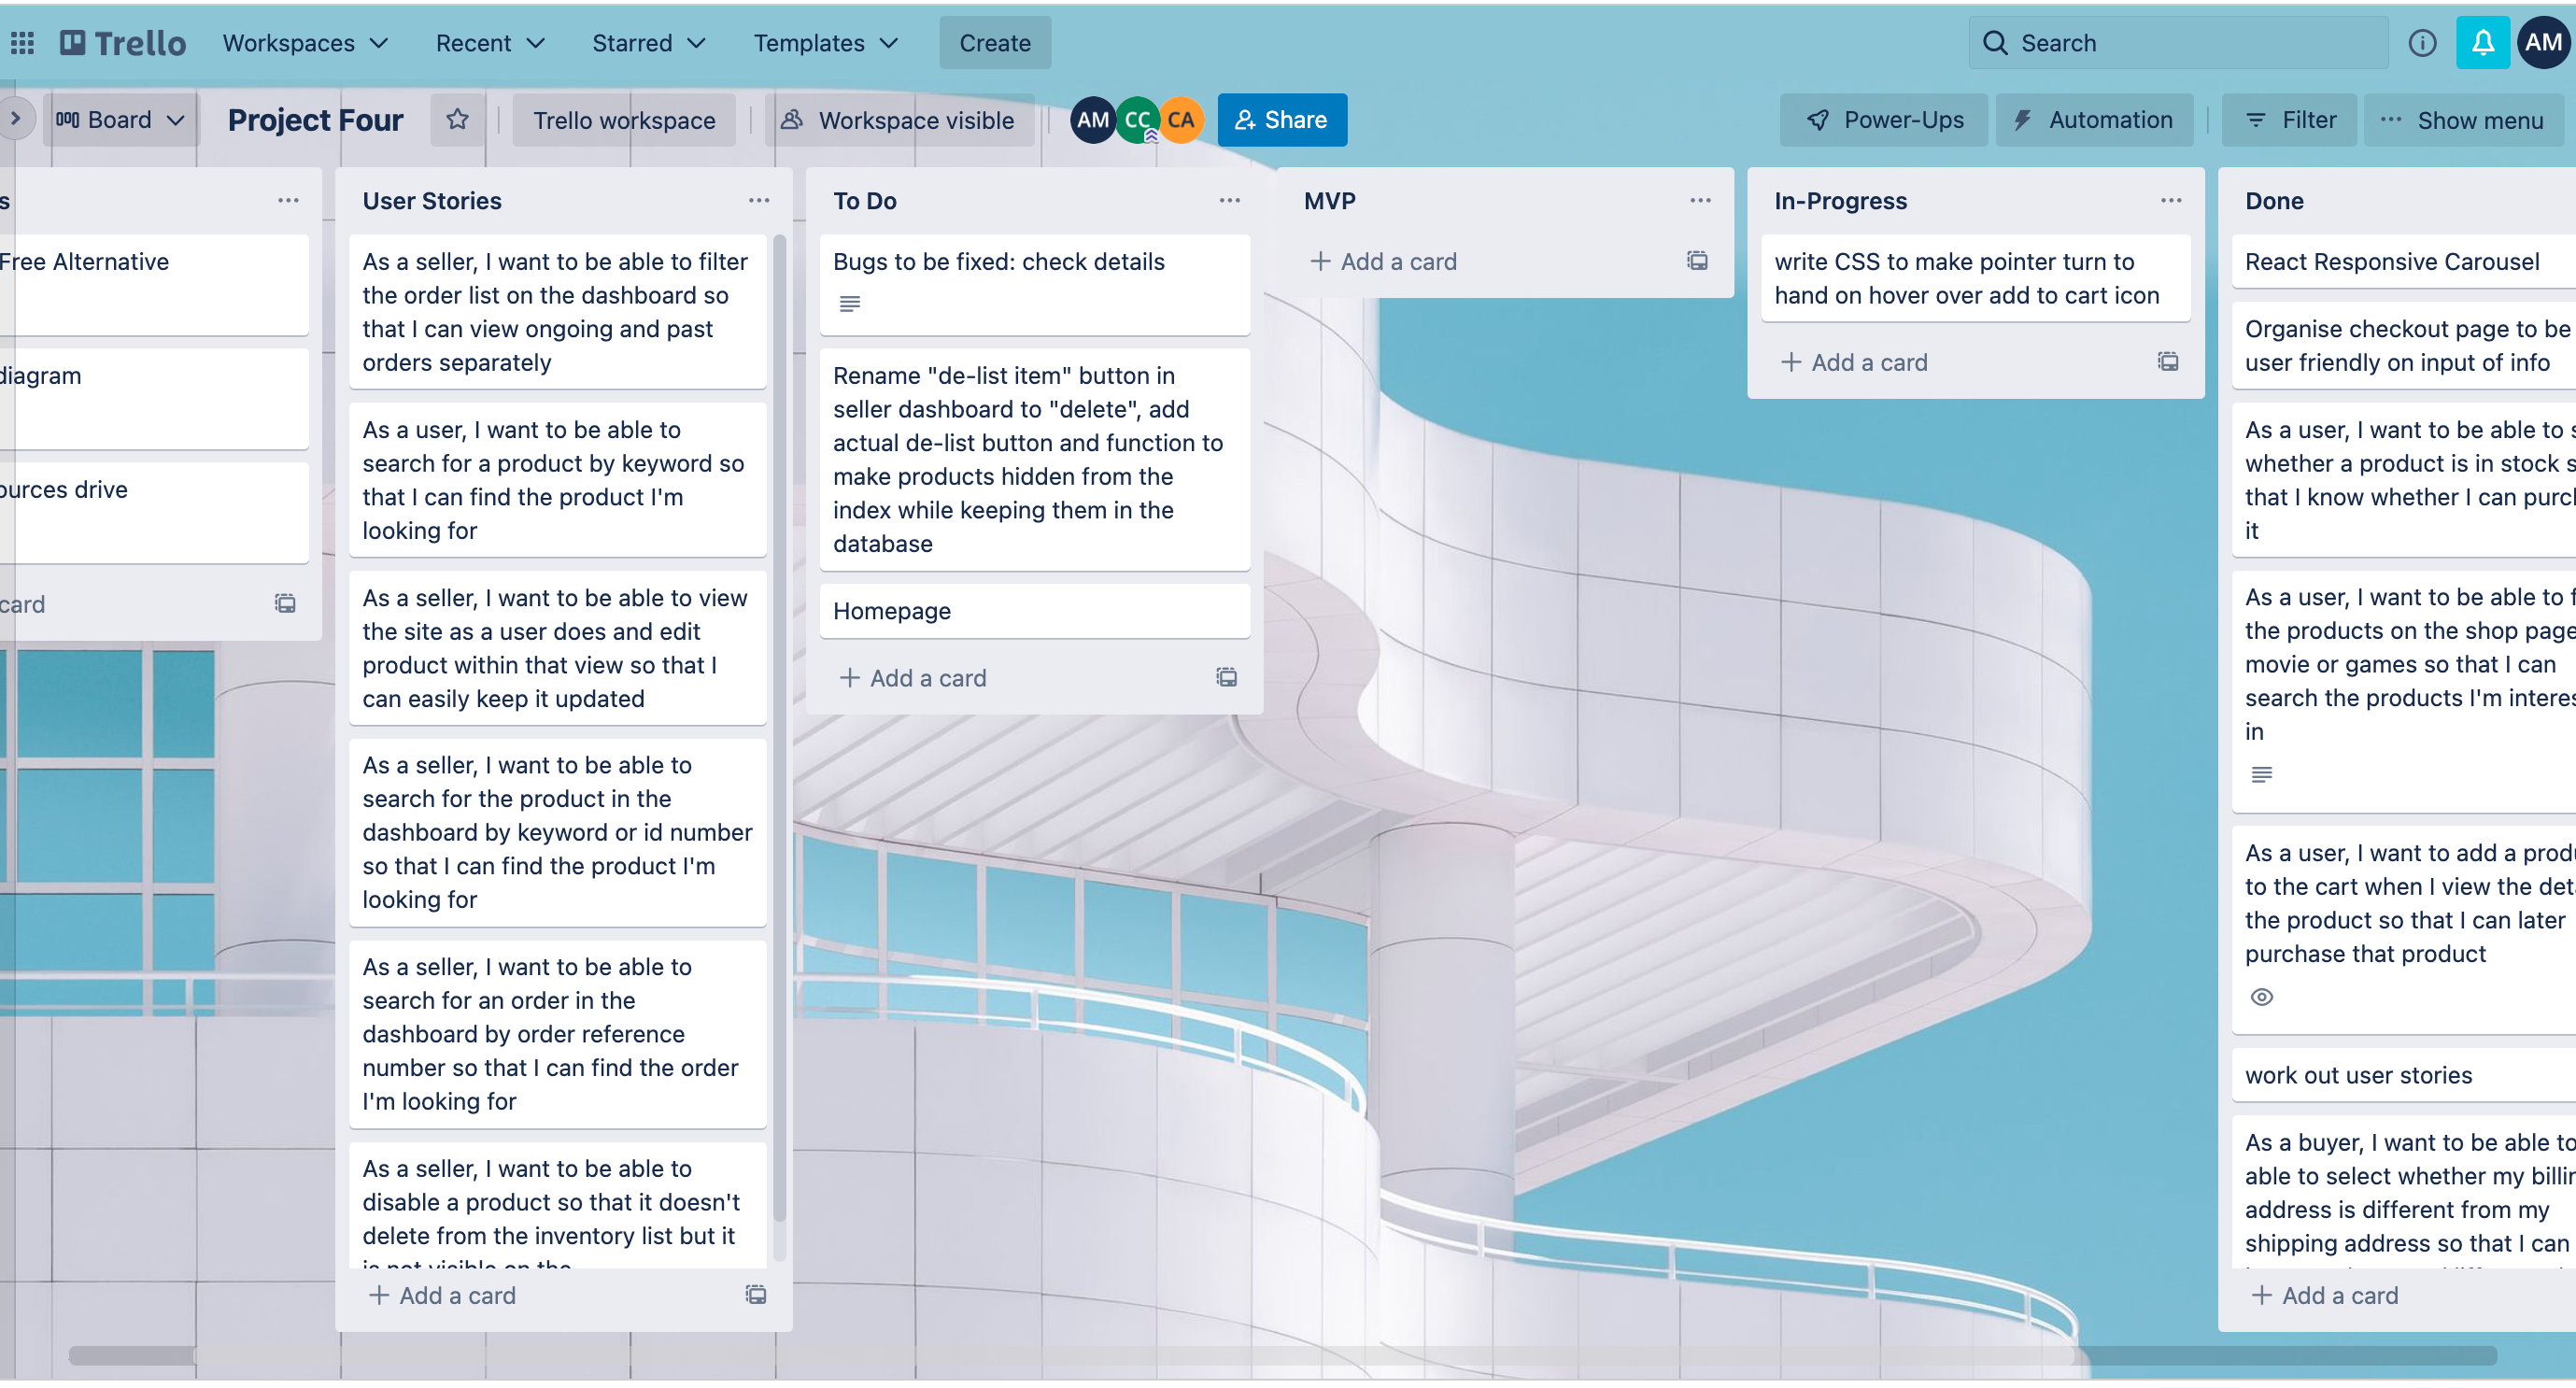 Trello
Workspaces
Recent
Starred
Templates
Create
Search
AM
Board
Project Four
Trello workspace
Workspace visible
AM
CC
CA
Share
Power-Ups
Automation
Filter
Show menu
s
Free Alternative
diagram
ources drive
card
User Stories
As a seller, I want to be able to filter
the order list on the dashboard so
that I can view ongoing and past
orders separately
As a user, I want to be able to
search for a product by keyword so
that I can find the product I'm
looking for
As a seller, I want to be able to view
the site as a user does and edit
product within that view so that I
can easily keep it updated
As a seller, I want to be able to
search for the product in the
dashboard by keyword or id number
so that I can find the product I'm
looking for
As a seller, I want to be able to
search for an order in the
dashboard by order reference
number so that I can find the order
I'm looking for
As a seller, I want to be able to
disable a product so that it doesn't
delete from the inventory list but it
is not visible on the
Add a card
To Do
Bugs to be fixed: check details
Rename "de-list item" button in
seller dashboard to "delete", add
actual de-list button and function to
make products hidden from the
index while keeping them in the
database
Homepage
Add a card
MVP
Add a card
In-Progress
write CSS to make pointer turn to
hand on hover over add to cart icon
Add a card
Done
React Responsive Carousel
Organise checkout page to be
user friendly on input of info
As a user, I want to be able to s
whether a product is in stock s
that I know whether I can purc
it
As a user, I want to be able to f
the products on the shop page
movie or games so that I can
search the products I'm interes
in
As a user, I want to add a produ
to the cart when I view the deta
the product so that I can later
purchase that product
work out user stories
As a buyer, I want to be able to
able to select whether my billin
address is different from my
shipping address so that I can
Add a card